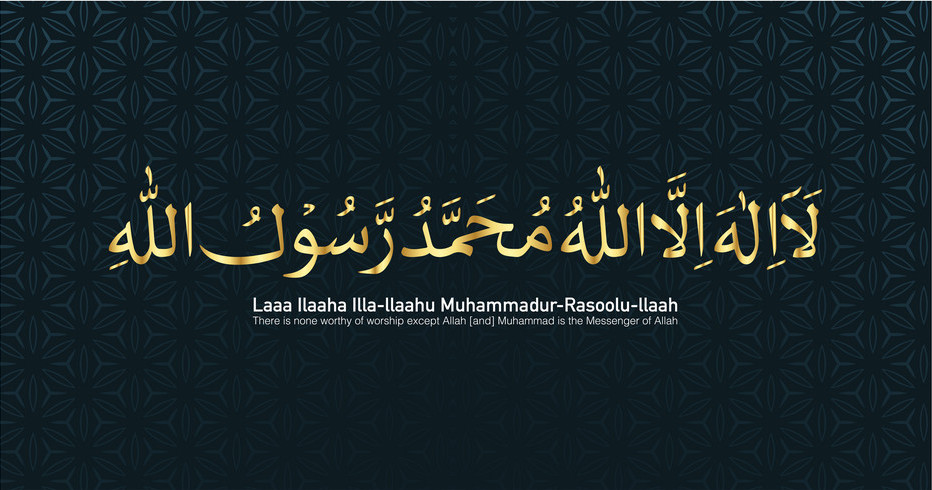 لَاۤ اِلٰهَ اِلَّا اللّٰهُ مُحَمَّدٌ رَّسُوْلُ اللّٰهِ
Laaa Ilaaha Illa-llaahu Muhammadur-Rasoolu-llaah
There is none worthy of worship except Allah [and] Muhammad is the Messenger of Allah